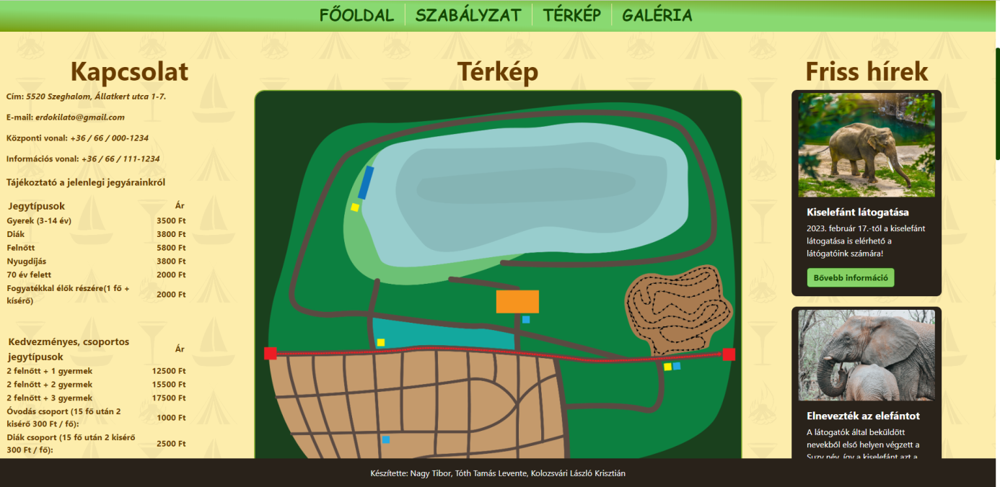 FŐOLDAL SZABÁLYZAT TÉRKÉP GALÉRIA
Kapcsolat
Cím: 5520 Szeghalom, Állatkert utca 1-7.
E-mail: erdokilato@gmail.com
Központi vonal: +36 / 66 / 000-1234
Információs vonal: +36 / 66 / 111-1234
Tájékoztató a jelenlegi jegyárainkról
Jegytípusok Ár
Gyerek (3-14 év) 3500 Ft
Diák 3800 Ft
Felnőtt 5800 Ft
Nyugdíjás 3800 Ft
70 év felett 2000 Ft
Fogyatékkal élők részére(1 fő +
kísérő) 2000 Ft
Kedvezményes, csoportos
jegytípusok Ár
2 felnőtt + 1 gyermek 12500 Ft
2 felnőtt + 2 gyermek 15500 Ft
2 felnőtt + 3 gyermek 17500 Ft
Óvodás csoport (15 fő után 2
kisérő 300 Ft / fő): 1000 Ft
Diák csoport (15 fő után 2 kisérő
300 Ft / fő): 2500 Ft
Térkép
Friss hírek
Kiselefánt látogatása
2023. február 17.-től a kiselefánt
látogatása is elérhető a
látógatóink számára!
Bővebb információ
Elnevezték az elefántot
A látogatók által beküldött
nevekből első helyen végzett a
Suzy név, így a kiselefánt azt a
Készítette: Nagy Tibor, Tóth Tamás Levente, Kolozsvári László Krisztián